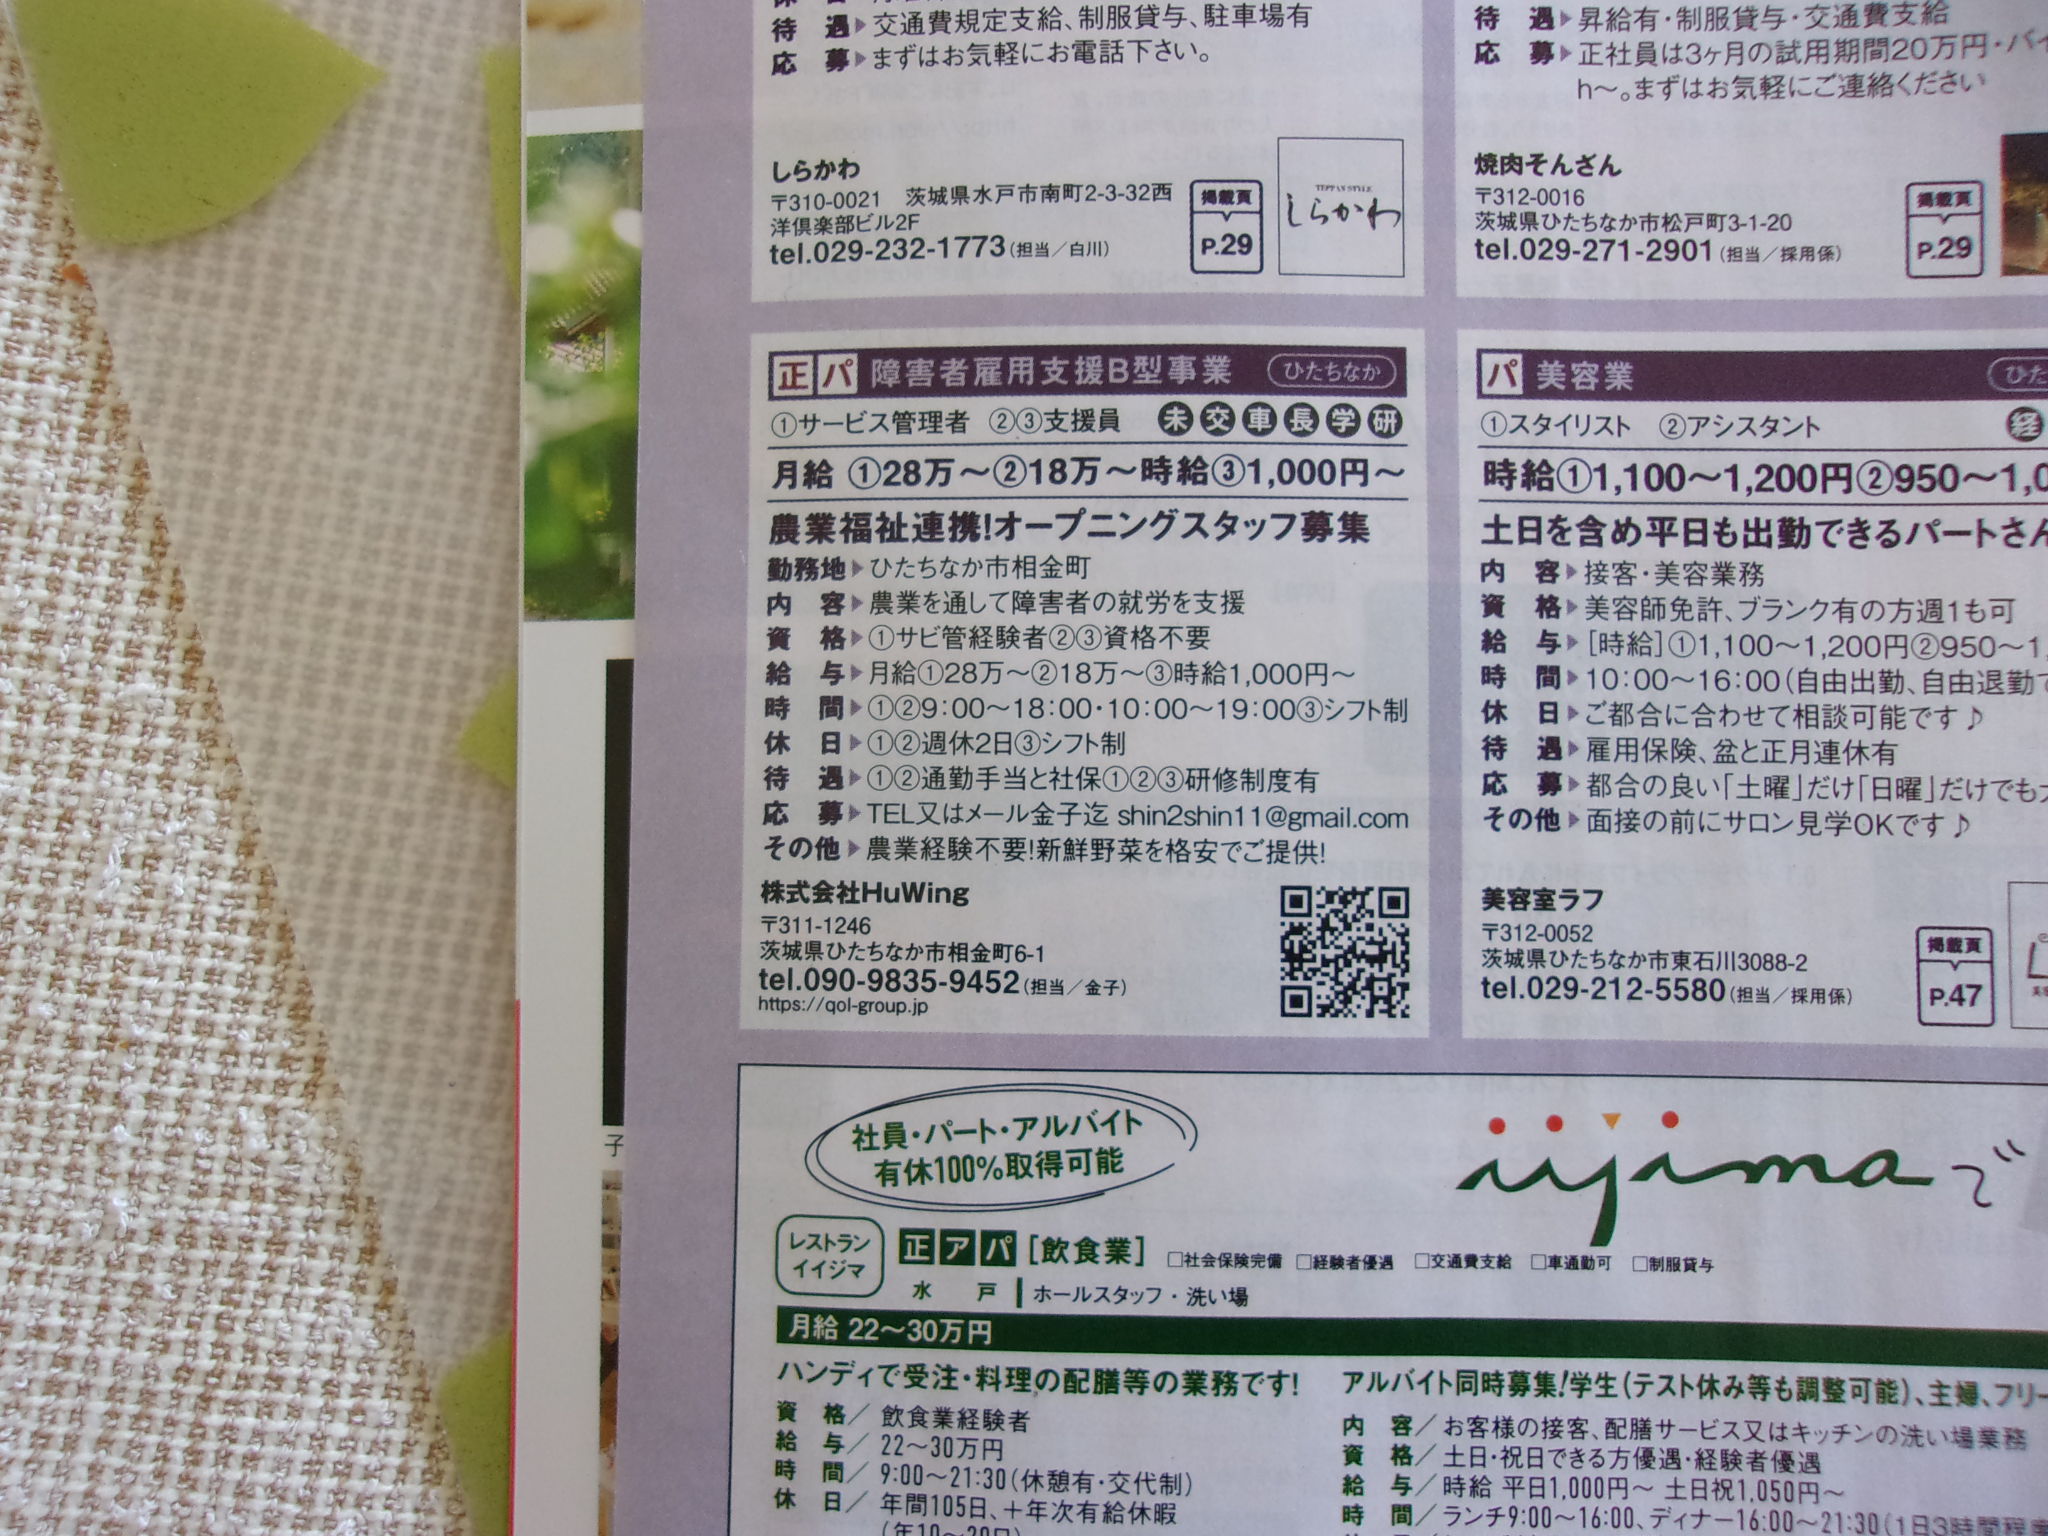 待 遇▶交通費規定支給、制服貸与、駐車場有
応 募▶まずはお気軽にお電話下さい。
しらかわ
〒310-0021 茨城県水戸市南町2-3-32西
洋倶楽部ビル2F
tel.029-232-1773(担当／白川)
掲載頁
P.29
TEPPAN STYLE
しらかわ
待 遇▶昇給有・制服貸与・交通費支給
応 募▶正社員は3ヶ月の試用期間20万円・バイ
h〜。まずはお気軽にご連絡ください
焼肉そんざん
〒312-0016
茨城県ひたちなか市松戸町3-1-20
tel.029-271-2901(担当／採用係)
掲載頁
P.29
正 パ 障害者雇用支援B型事業 ひたちなか
①サービス管理者 ②③支援員 未 交 車 長 学 研
月給 ①28万〜②18万〜時給③1,000円〜
農業福祉連携!オープニングスタッフ募集
勤務地▶ひたちなか市相金町
内 容▶農業を通して障害者の就労を支援
資 格▶①サビ管経験者②③資格不要
給 与▶月給①28万〜②18万〜③時給1,000円〜
時 間▶①②9:00〜18:00・10:00〜19:00③シフト制
休 日▶①②週休2日③シフト制
待 遇▶①②通勤手当と社保①②③研修制度有
応 募▶TEL又はメール金子迄 shin2shin11@gmail.com
その他▶農業経験不要!新鮮野菜を格安でご提供!
株式会社HuWing
〒311-1246
茨城県ひたちなか市相金町6-1
tel.090-9835-9452(担当／金子)
https://qol-group.jp
パ 美容業 ひた
①スタイリスト ②アシスタント 経
時給①1,100〜1,200円②950〜1,0
土日を含め平日も出勤できるパートさん
内 容▶接客・美容業務
資 格▶美容師免許、ブランク有の方週1も可
給 与▶[時給]①1,100〜1,200円②950〜1,
時 間▶10:00〜16:00(自由出勤、自由退勤で
休 日▶ご都合に合わせて相談可能です♪
待 遇▶雇用保険、盆と正月連休有
応 募▶都合の良い「土曜」だけ「日曜」だけでも
その他▶面接の前にサロン見学OKです♪
美容室ラフ
〒312-0052
茨城県ひたちなか市東石川3088-2
tel.029-212-5580(担当／採用係)
掲載頁
P.47
子
社員・パート・アルバイト
有休100%取得可能
iijimaで
レストラン
イイジマ
正 ア パ [飲食業] □社会保険完備 □経験者優遇 □交通費支給 □車通勤可 □制服貸与
水 戸 ホールスタッフ・洗い場
月給 22〜30万円
ハンディで受注・料理の配膳等の業務です!
資 格／飲食業経験者
給 与／22〜30万円
時 間／9:00〜21:30(休憩有・交代制)
休 日／年間105日、＋年次有給休暇
(年10〜20日)
アルバイト同時募集!学生(テスト休み等も調整可能)、主婦、フリー
内 容／お客様の接客、配膳サービス又はキッチンの洗い場業務
資 格／土日・祝日できる方優遇・経験者優遇
給 与／時給 平日1,000円〜 土日祝1,050円〜
時 間／ランチ9:00〜16:00、ディナー16:00〜21:30(1日3時間程度